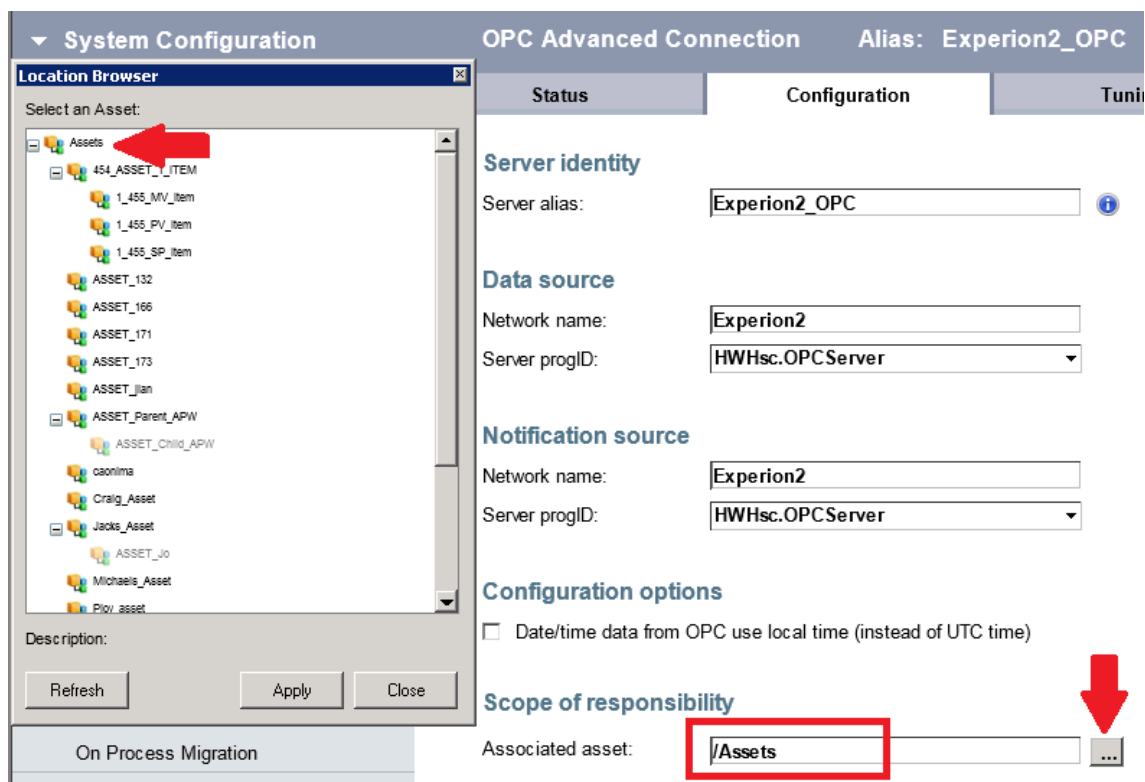 System Configuration
OPC Advanced Connection Alias: Experion2_OPC
Location Browser
Select an Asset:
Assets
454_ASSET_1_ITEM
1_455_MV_Item
1_455_PV_Item
1_455_SP_Item
ASSET_132
ASSET_166
ASSET_171
ASSET_173
ASSET_jian
ASSET_Parent_APW
ASSET_Child_APW
caonima
Craig_Asset
Jacks_Asset
ASSET_Jo
Michaels_Asset
Ploy_asset
Description:
Refresh
Apply
Close
On Process Migration
Status
Configuration
Tuni
Server identity
Server alias: Experion2_OPC
Data source
Network name: Experion2
Server progID: HWHsc.OPCServer
Notification source
Network name: Experion2
Server progID: HWHsc.OPCServer
Configuration options
Date/time data from OPC use local time (instead of UTC time)
Scope of responsibility
Associated asset: /Assets
...